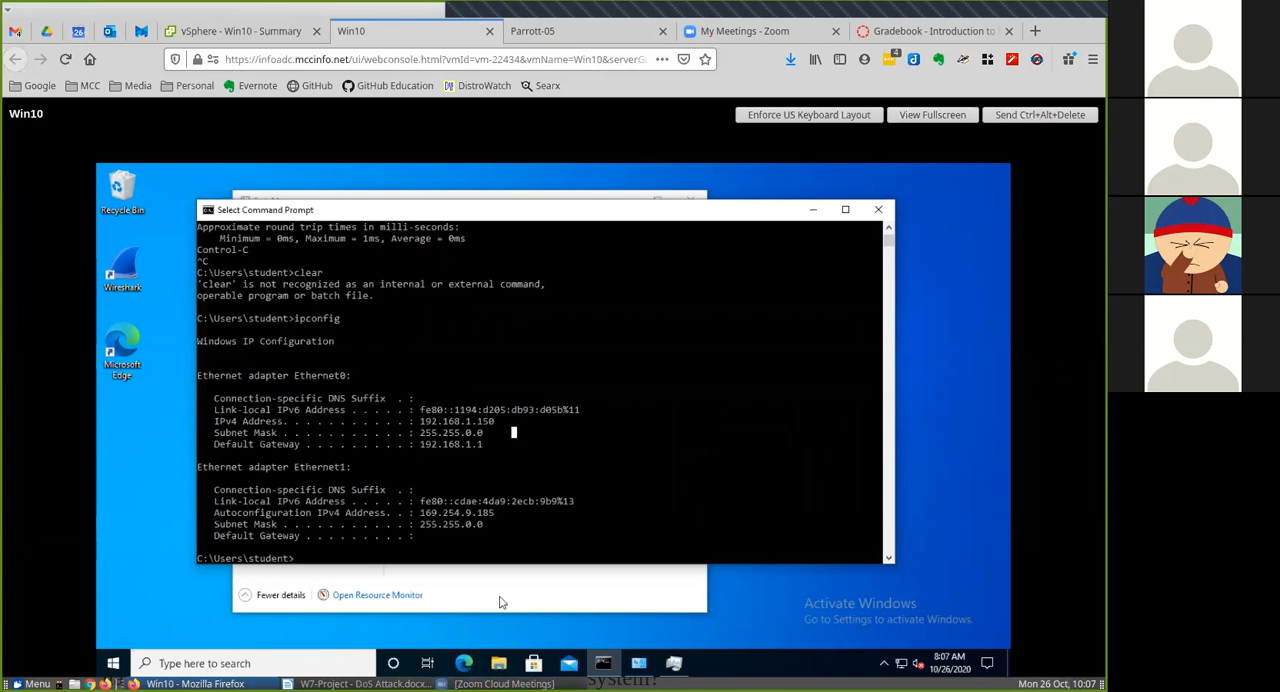 vSphere - Win10 - Summary
Win10
Parrott-05
My Meetings - Zoom
Gradebook - Introduction to
26
https://infoadc.mccinfo.net/ui/webconsole.html?vmId=vm-22434&vmName=Win10&serverG
4
Google
MCC
Media
Personal
Evernote
GitHub
GitHub Education
DistroWatch
Searx
Win10
Enforce US Keyboard Layout
View Fullscreen
Send Ctrl+Alt+Delete
Recycle Bin
Wireshark
Microsoft
Edge
Select Command Prompt
Approximate round trip times in milli-seconds:
Minimum = 0ms, Maximum = 1ms, Average = 0ms
Control-C
^C
C:\Users\student>clear
'clear' is not recognized as an internal or external command,
operable program or batch file.
C:\Users\student>ipconfig
Windows IP Configuration
Ethernet adapter Ethernet0:
Connection-specific DNS Suffix . :
Link-local IPv6 Address . . . . . : fe80::1194:d205:db93:d05b%11
IPv4 Address. . . . . . . . . . . : 192.168.1.150
Subnet Mask . . . . . . . . . . . : 255.255.0.0
Default Gateway . . . . . . . . . : 192.168.1.1
Ethernet adapter Ethernet1:
Connection-specific DNS Suffix . :
Link-local IPv6 Address . . . . . : fe80::cdae:4da9:2ecb:9b9%13
Autoconfiguration IPv4 Address. . : 169.254.9.185
Subnet Mask . . . . . . . . . . . : 255.255.0.0
Default Gateway . . . . . . . . . :
C:\Users\student>
Fewer details
Open Resource Monitor
Activate Windows
Go to Settings to activate Windows.
Type here to search
8:07 AM
10/26/2020
system?
Menu
Win10 - Mozilla Firefox
W7-Project - DoS Attack.docx...
[Zoom Cloud Meetings]
Mon 26 Oct, 10:07